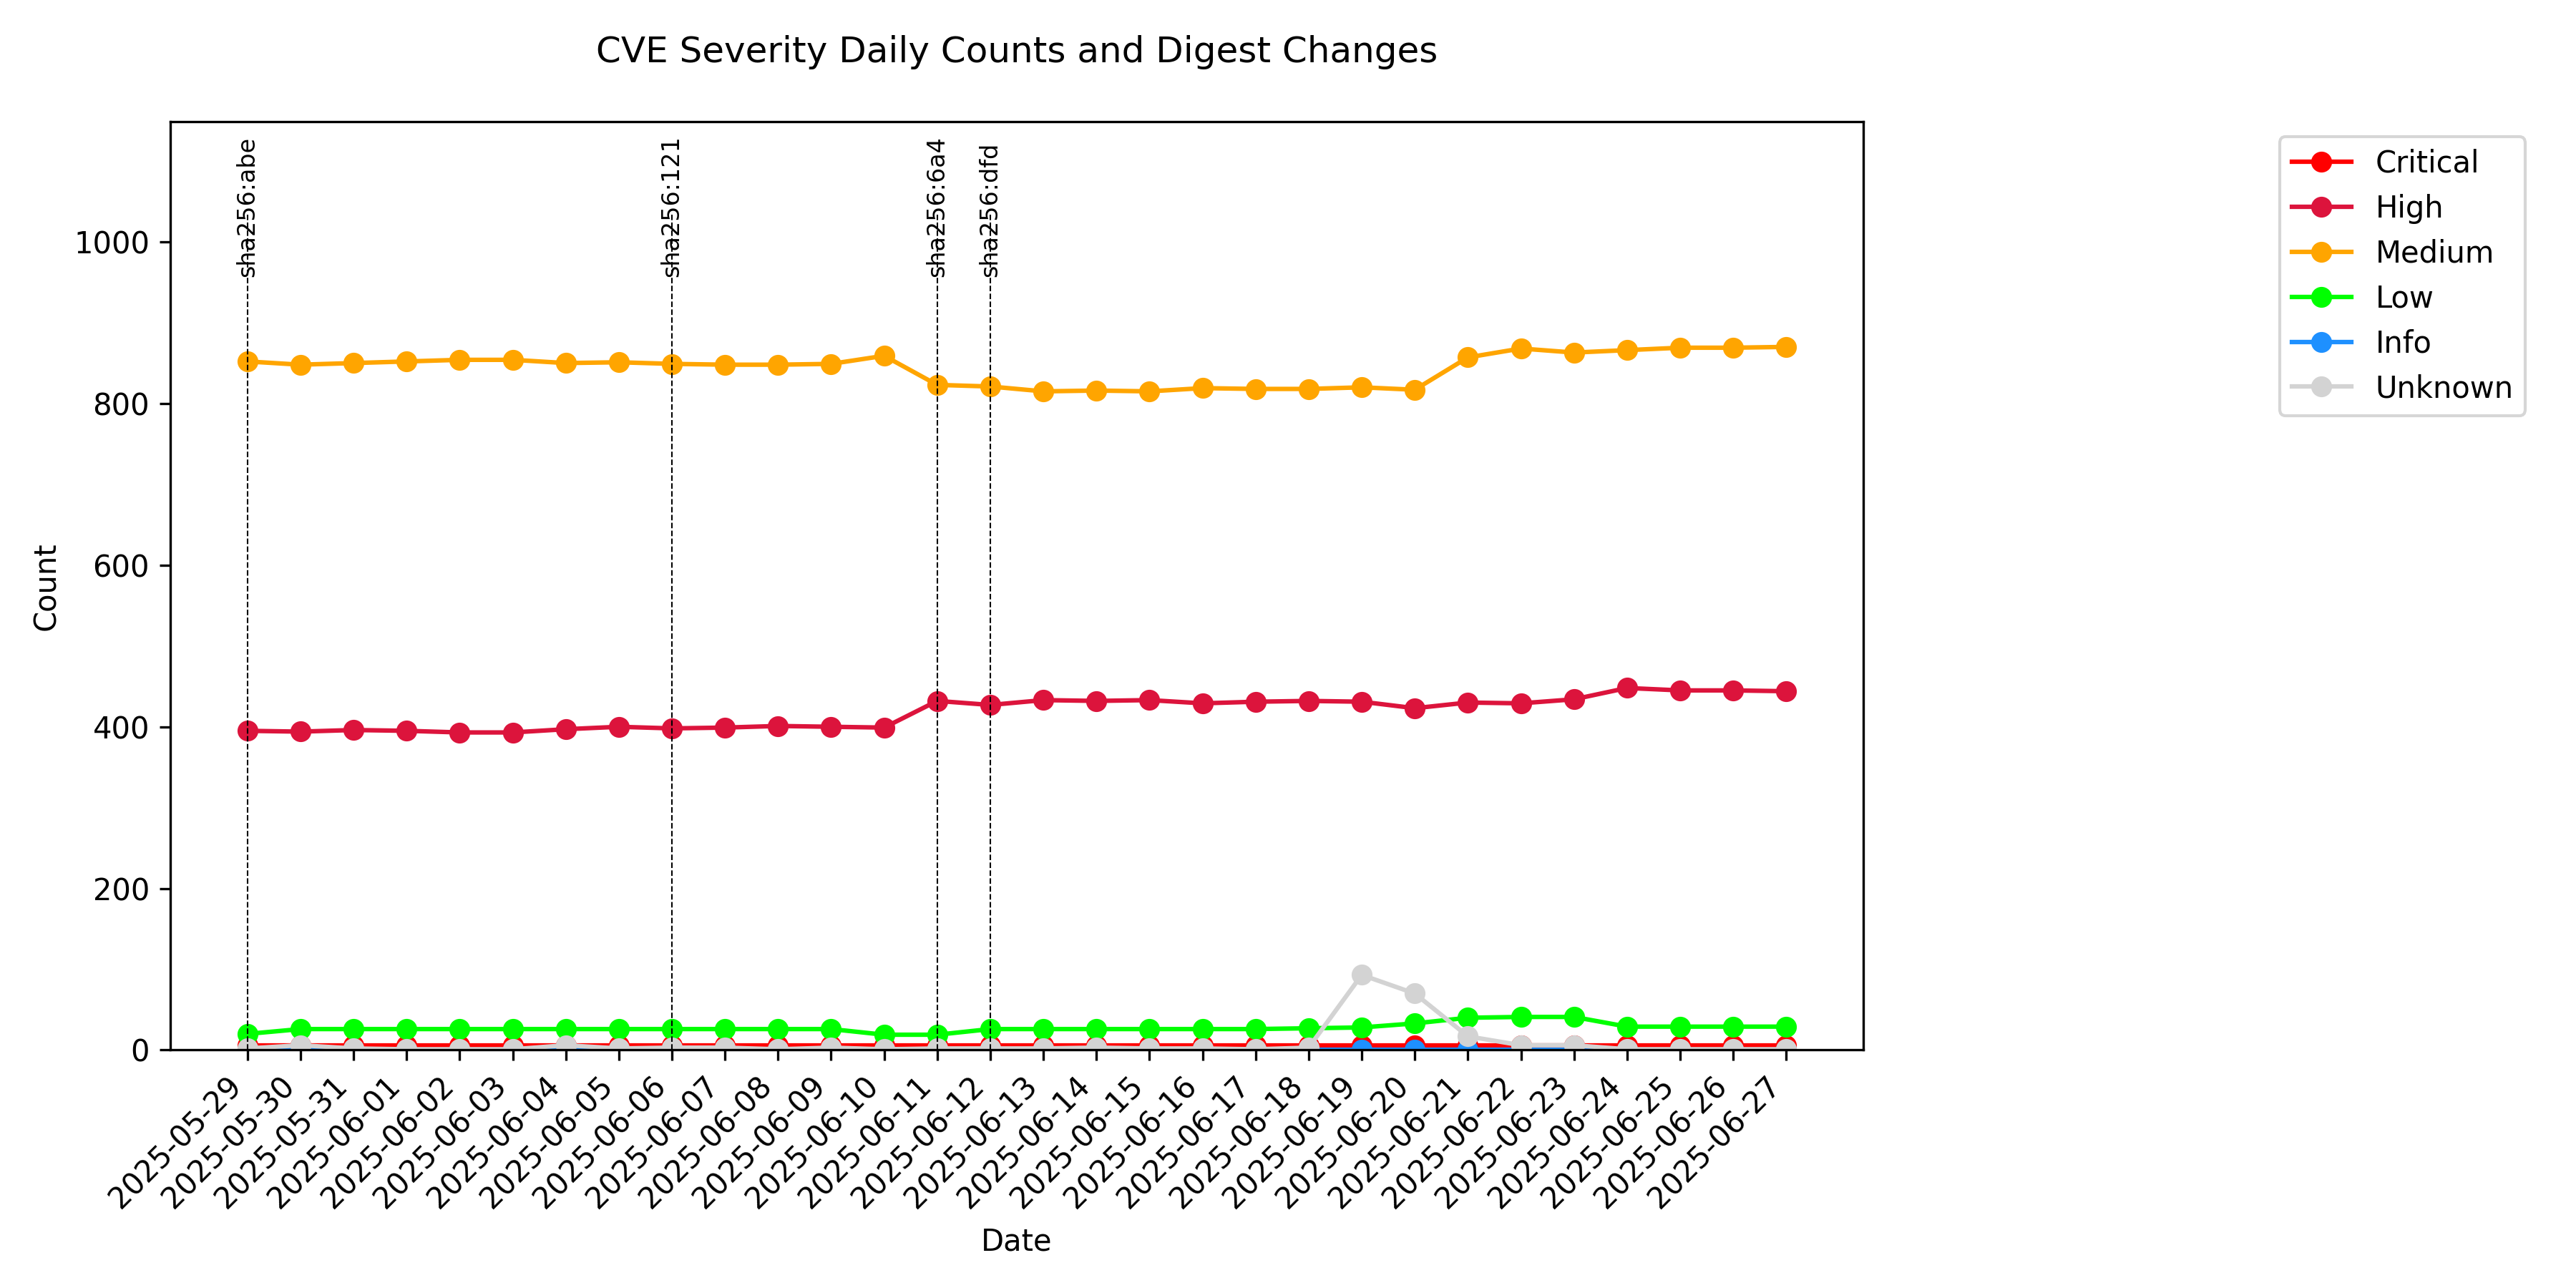 CVE Severity Daily Counts and Digest Changes
sha256:abe
sha256:121
sha256:6a4
sha256:dfd
Critical
High
Medium
Low
Info
Unknown
1000
800
600
400
200
0
Count
2025-05-29
2025-05-30
2025-05-31
2025-06-01
2025-06-02
2025-06-03
2025-06-04
2025-06-05
2025-06-06
2025-06-07
2025-06-08
2025-06-09
2025-06-10
2025-06-11
2025-06-12
2025-06-13
2025-06-14
2025-06-15
2025-06-16
2025-06-17
2025-06-18
2025-06-19
2025-06-20
2025-06-21
2025-06-22
2025-06-23
2025-06-24
2025-06-25
2025-06-26
2025-06-27
Date